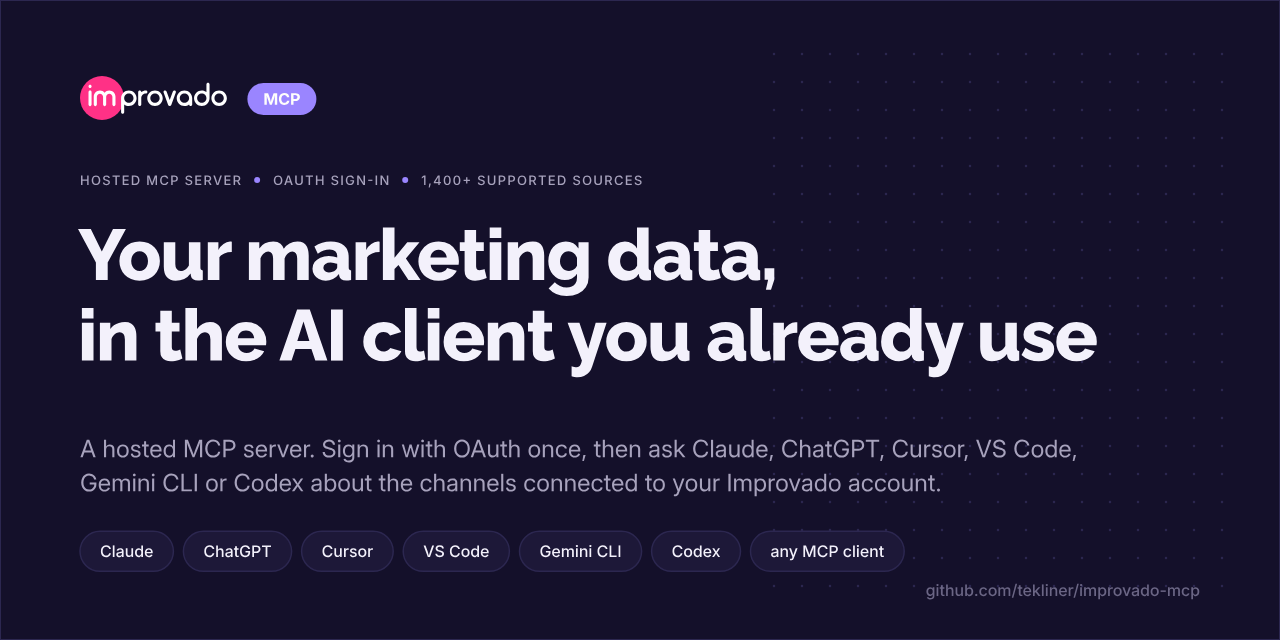 improvado MCP
HOSTED MCP SERVER • OAUTH SIGN-IN • 1,400+ SUPPORTED SOURCES
Your marketing data,
in the AI client you already use
A hosted MCP server. Sign in with OAuth once, then ask Claude, ChatGPT, Cursor, VS Code,
Gemini CLI or Codex about the channels connected to your Improvado account.
Claude ChatGPT Cursor VS Code Gemini CLI Codex any MCP client
github.com/tekliner/improvado-mcp